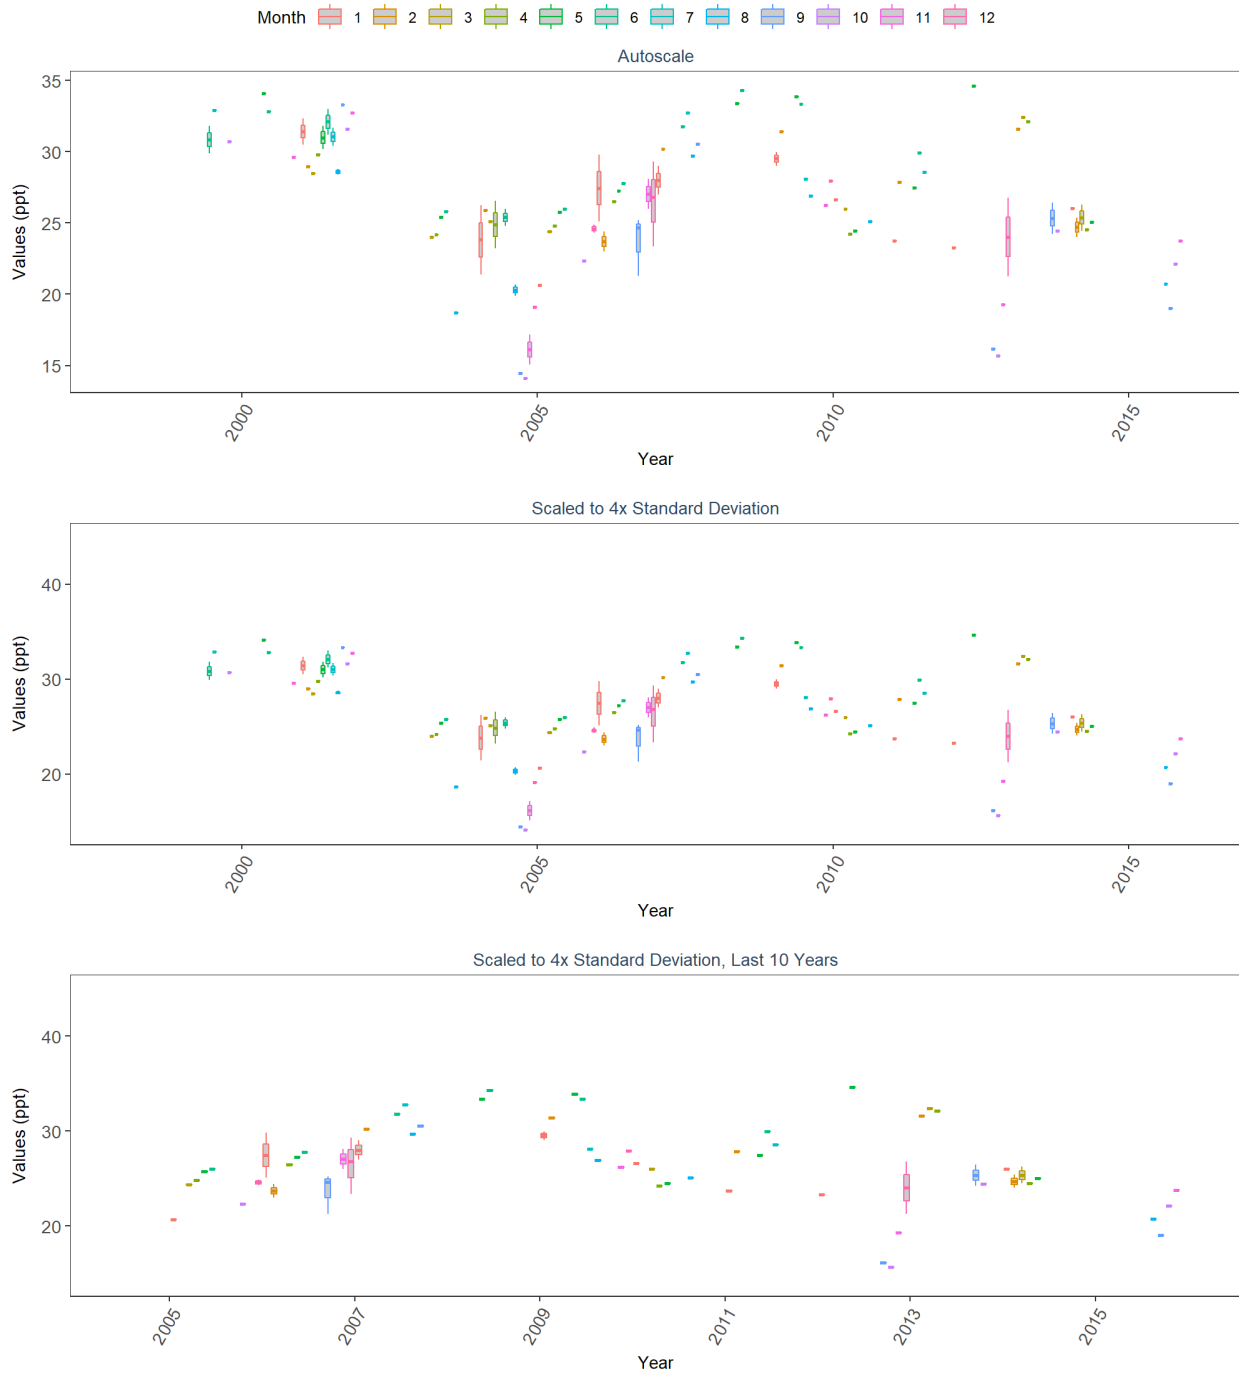 Month 1 2 3 4 5 6 7 8 9 10 11 12
Autoscale
35
30
25
20
15
Values (ppt)
2000 2005 2010 2015
Year
Scaled to 4x Standard Deviation
40
30
20
Values (ppt)
2000 2005 2010 2015
Year
Scaled to 4x Standard Deviation, Last 10 Years
40
30
20
Values (ppt)
2005 2007 2009 2011 2013 2015
Year